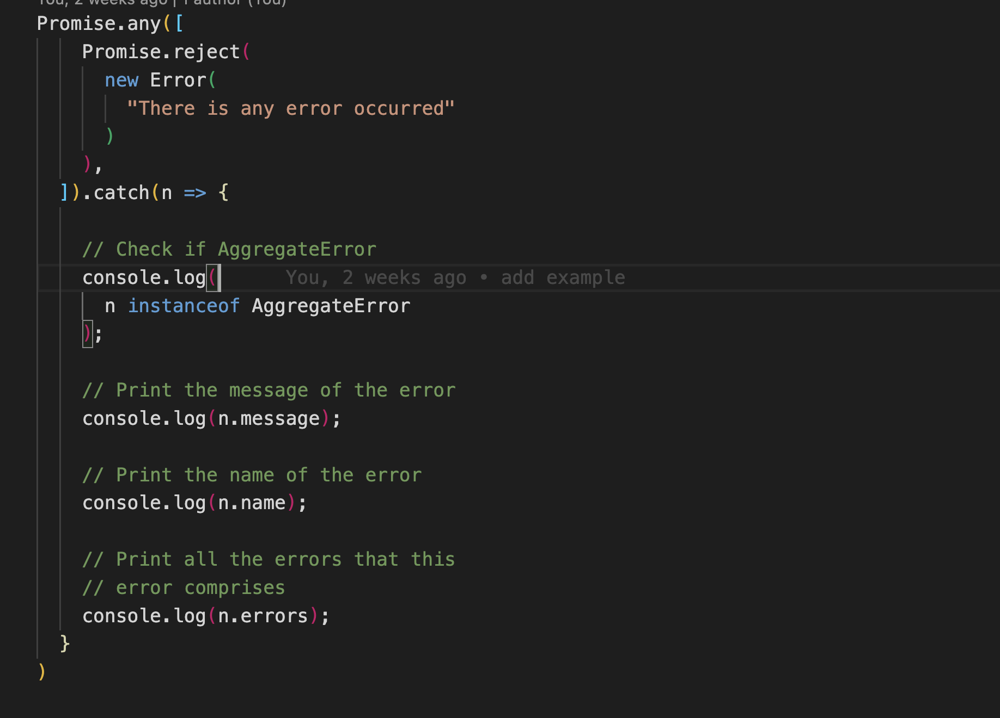 You, 2 weeks ago | 1 author (You)
Promise.any([
Promise.reject(
new Error(
"There is any error occurred"
)
),
]).catch(n => {
// Check if AggregateError
console.log( You, 2 weeks ago • add example
n instanceof AggregateError
);
// Print the message of the error
console.log(n.message);
// Print the name of the error
console.log(n.name);
// Print all the errors that this
// error comprises
console.log(n.errors);
}
)